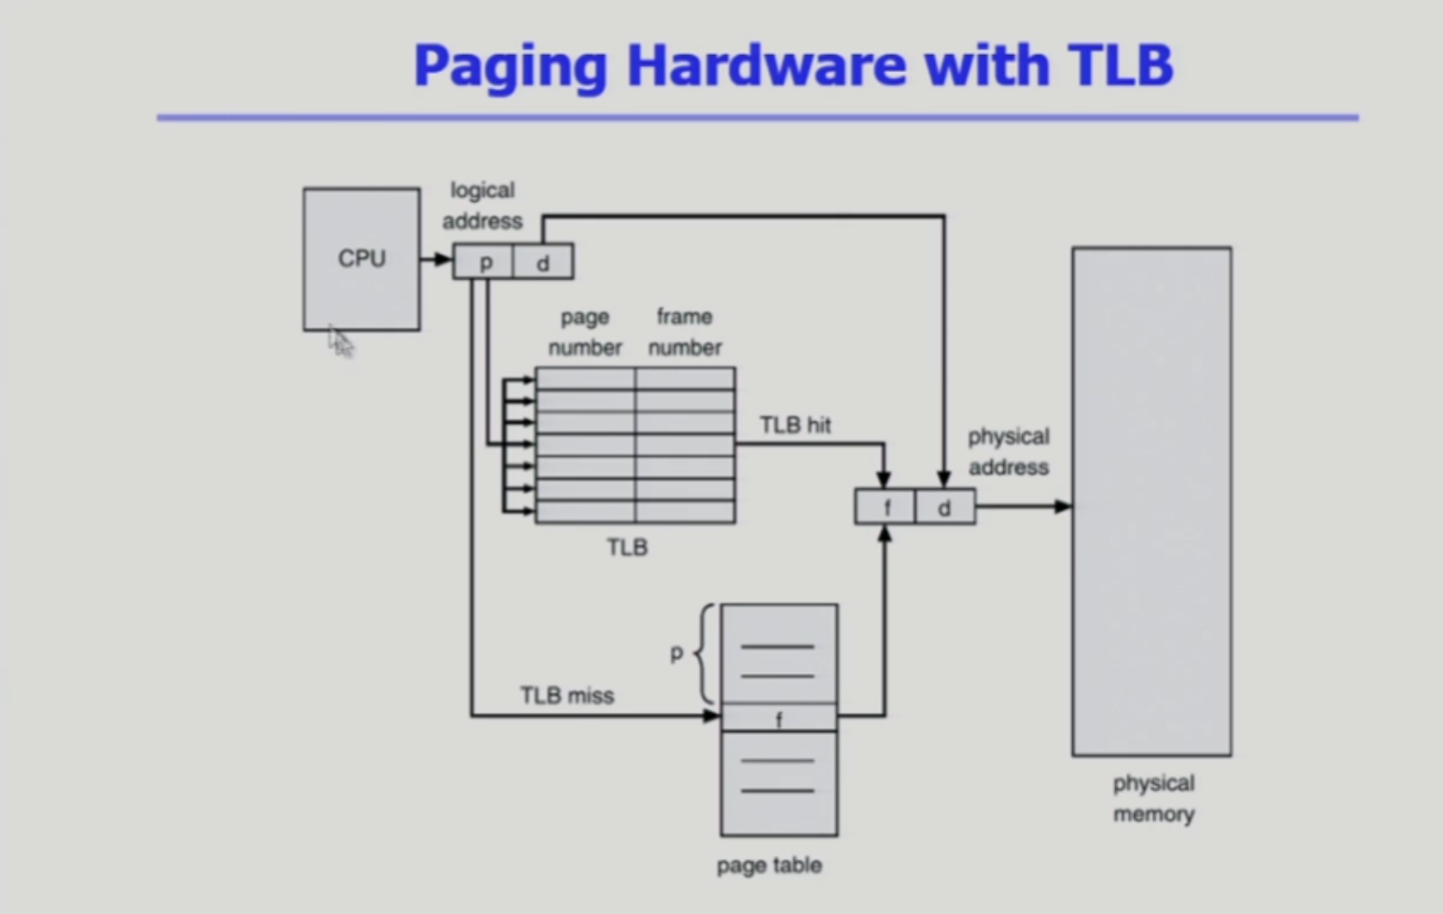 Paging Hardware with TLB
logical
address
CPU
p
d
page
number
frame
number
TLB hit
physical
address
f
d
TLB
p
TLB miss
f
physical
memory
page table